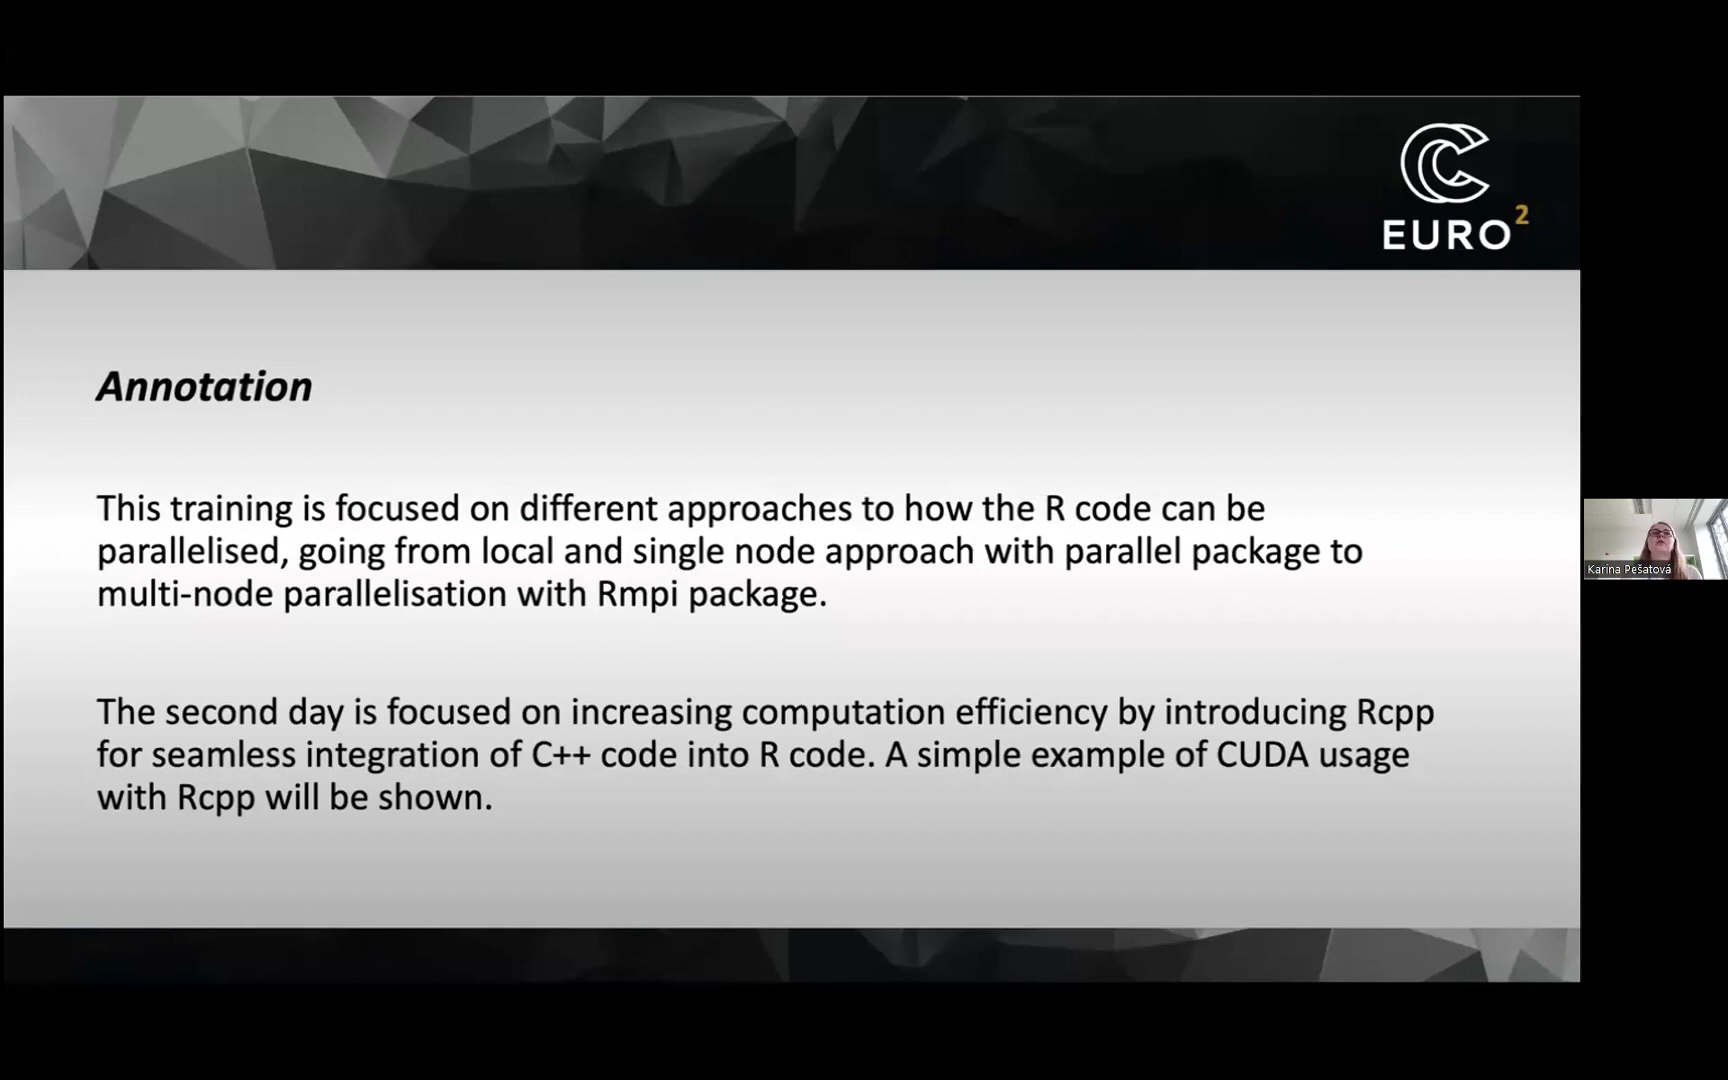 EURO²
Annotation
This training is focused on different approaches to how the R code can be
parallelised, going from local and single node approach with parallel package to
multi-node parallelisation with Rmpi package.
The second day is focused on increasing computation efficiency by introducing Rcpp
for seamless integration of C++ code into R code. A simple example of CUDA usage
with Rcpp will be shown.
Karina Pešatová